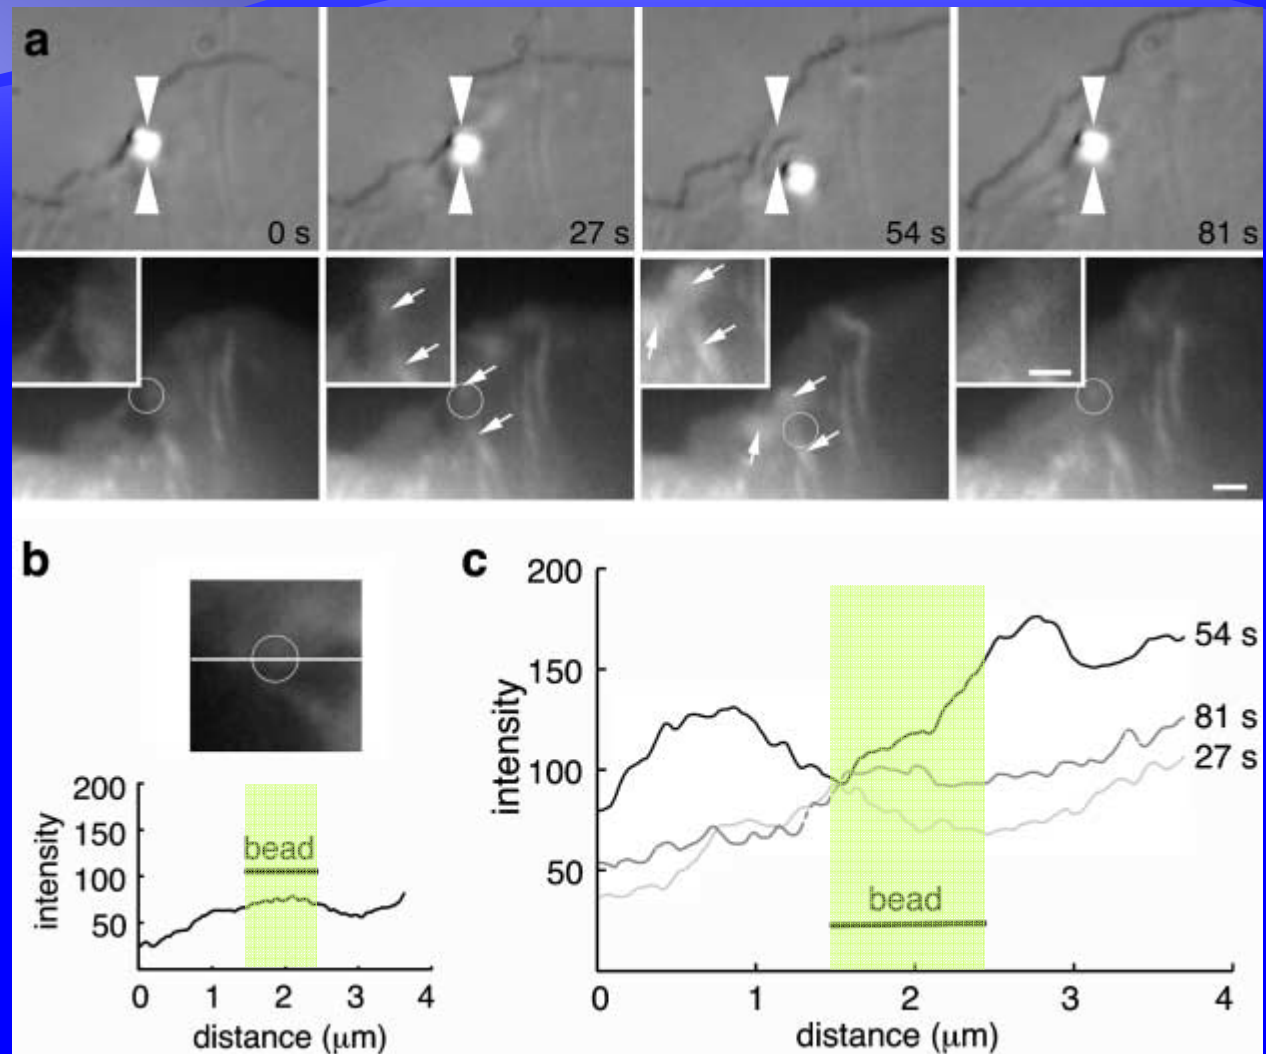 a
0 s
27 s
54 s
81 s
b
200
150
100
50
intensity
bead
0
1
2
3
4
distance (μm)
c
200
150
100
50
intensity
54 s
81 s
27 s
bead
0
1
2
3
4
distance (μm)